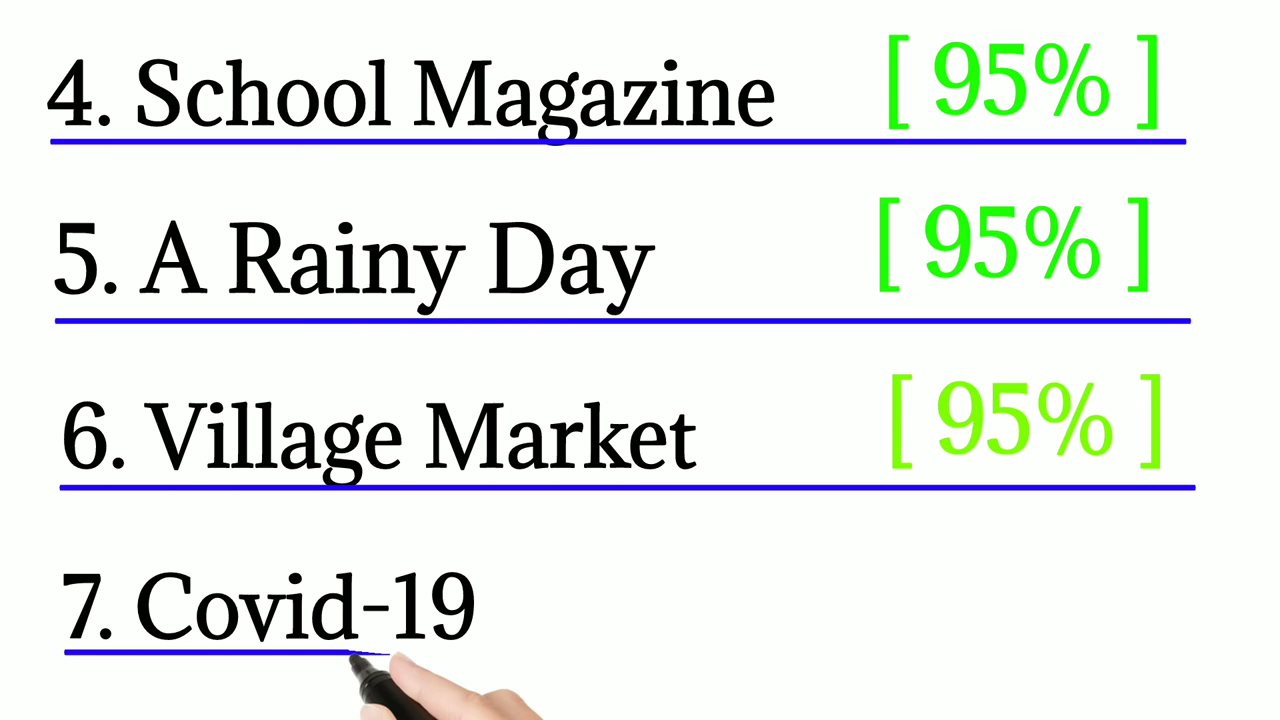 4. School Magazine [ 95% ]
5. A Rainy Day [ 95% ]
6. Village Market [ 95% ]
7. Covid-19